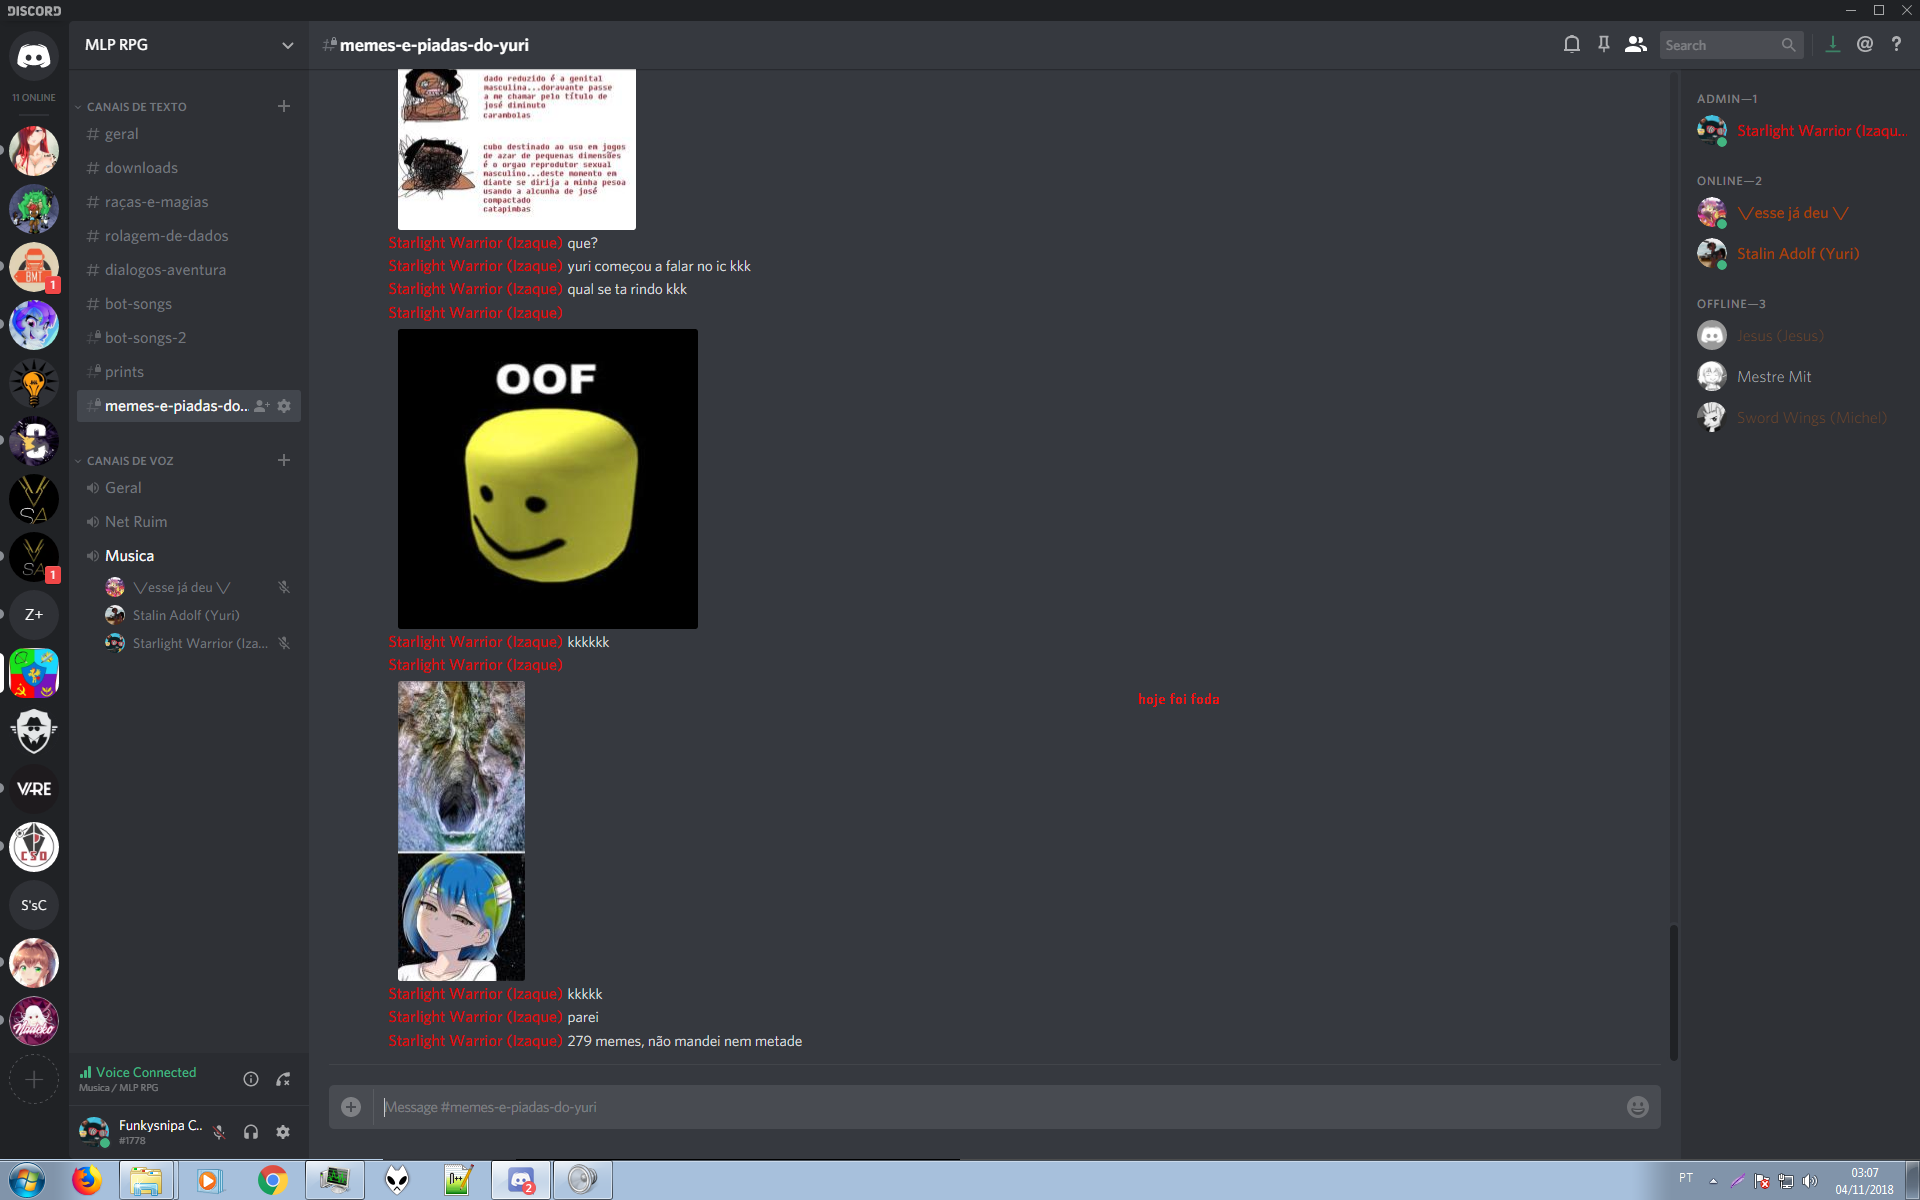 DISCORD
MLP RPG
memes-e-piadas-do-yuri
Search
11 ONLINE
CANAIS DE TEXTO
geral
downloads
raças-e-magias
rolagem-de-dados
dialogos-aventura
bot-songs
bot-songs-2
prints
memes-e-piadas-do...
CANAIS DE VOZ
Geral
Net Ruim
Musica
\/esse já deu \/
Stalin Adolf (Yuri)
Starlight Warrior (Iza...
1
BMT
SA
SA
1
Z+
V/RE
CSO
S'sC
Voice Connected
Musica / MLP RPG
Funkysnipa C..
#1778
dado reduzido é a genital
masculina...doravante passe
a me chamar pelo título de
josé diminuto
carambolas
cubo destinado ao uso em jogos
de azar de pequenas dimensões
é o orgao reprodutor sexual
masculino...deste momento em
diante se dirija a minha pesoa
usando a alcunha de josé
compactado
catapimbas
Starlight Warrior (Izaque) que?
Starlight Warrior (Izaque) yuri começou a falar no ic kkk
Starlight Warrior (Izaque) qual se ta rindo kkk
Starlight Warrior (Izaque)
OOF
Starlight Warrior (Izaque) kkkkkk
Starlight Warrior (Izaque)
hoje foi foda
Starlight Warrior (Izaque) kkkkk
Starlight Warrior (Izaque) parei
Starlight Warrior (Izaque) 279 memes, não mandei nem metade
Message #memes-e-piadas-do-yuri
ADMIN—1
Starlight Warrior (Izaqu...
ONLINE—2
\/esse já deu \/
Stalin Adolf (Yuri)
OFFLINE—3
Jesus (Jesus)
Mestre Mit
Sword Wings (Michel)
2
PT
03:07
04/11/2018